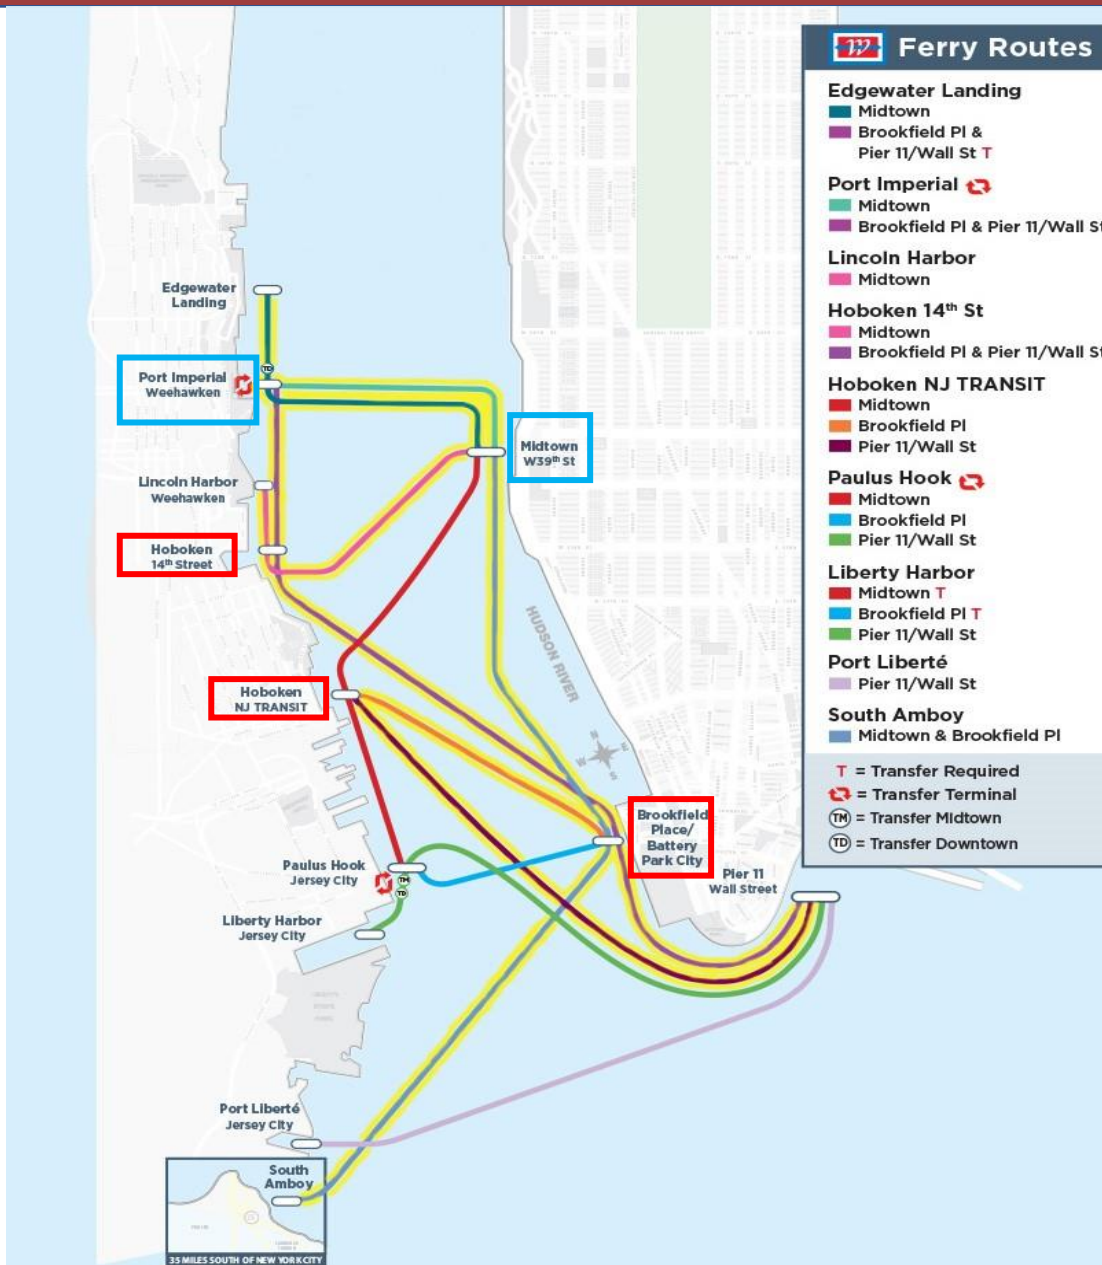 Ferry Routes
Edgewater Landing
Midtown
Brookfield Pl &
Pier 11/Wall St T
Port Imperial
Midtown
Brookfield Pl & Pier 11/Wall St
Lincoln Harbor
Midtown
Hoboken 14th St
Midtown
Brookfield Pl & Pier 11/Wall St
Hoboken NJ TRANSIT
Midtown
Brookfield Pl
Pier 11/Wall St
Paulus Hook
Midtown
Brookfield Pl
Pier 11/Wall St
Liberty Harbor
Midtown T
Brookfield Pl T
Pier 11/Wall St
Port Liberté
Pier 11/Wall St
South Amboy
Midtown & Brookfield Pl
T = Transfer Required
= Transfer Terminal
TM = Transfer Midtown
TD = Transfer Downtown
Edgewater
Landing
TD
Port Imperial
Weehawken
Midtown
W39th St
Lincoln Harbor
Weehawken
Hoboken
14th Street
HUDSON RIVER
Hoboken
NJ TRANSIT
N
E
S
W
Brookfield
Place/
Battery
Park City
Paulus Hook
Jersey City
TM
TD
Pier 11
Wall Street
Liberty Harbor
Jersey City
Port Liberté
Jersey City
South
Amboy
35 MILES SOUTH OF NEW YORK CITY